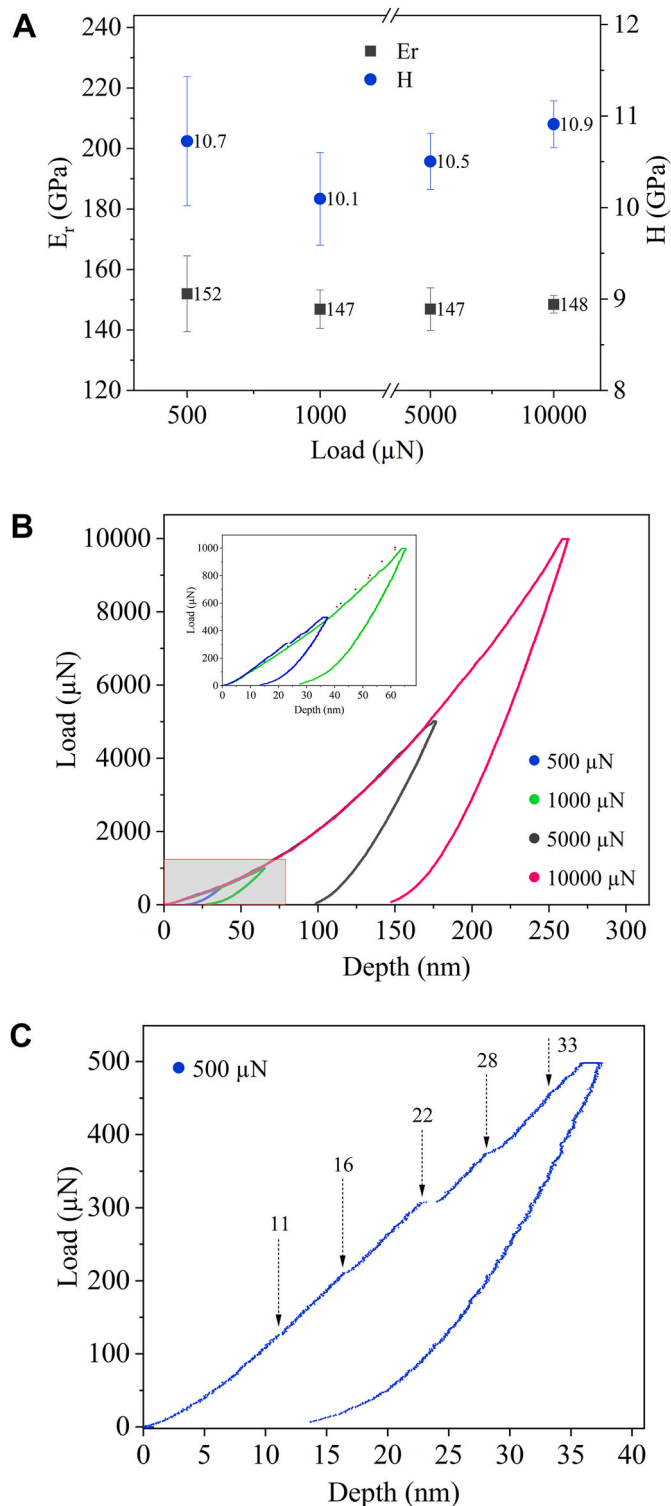 A
240
220
200
180
160
140
120
E_r (GPa)
Er
H
10.7
10.1
10.5
10.9
152
147
147
148
12
11
10
9
8
H (GPa)
500
1000
5000
10000
Load (µN)
B
10000
8000
6000
4000
2000
0
Load (µN)
1000
800
600
400
200
0
Load (µN)
0 10 20 30 40 50 60
Depth (nm)
500 µN
1000 µN
5000 µN
10000 µN
0 50 100 150 200 250 300
Depth (nm)
C
500
400
300
200
100
0
Load (µN)
500 µN
11
16
22
28
33
0 5 10 15 20 25 30 35 40
Depth (nm)